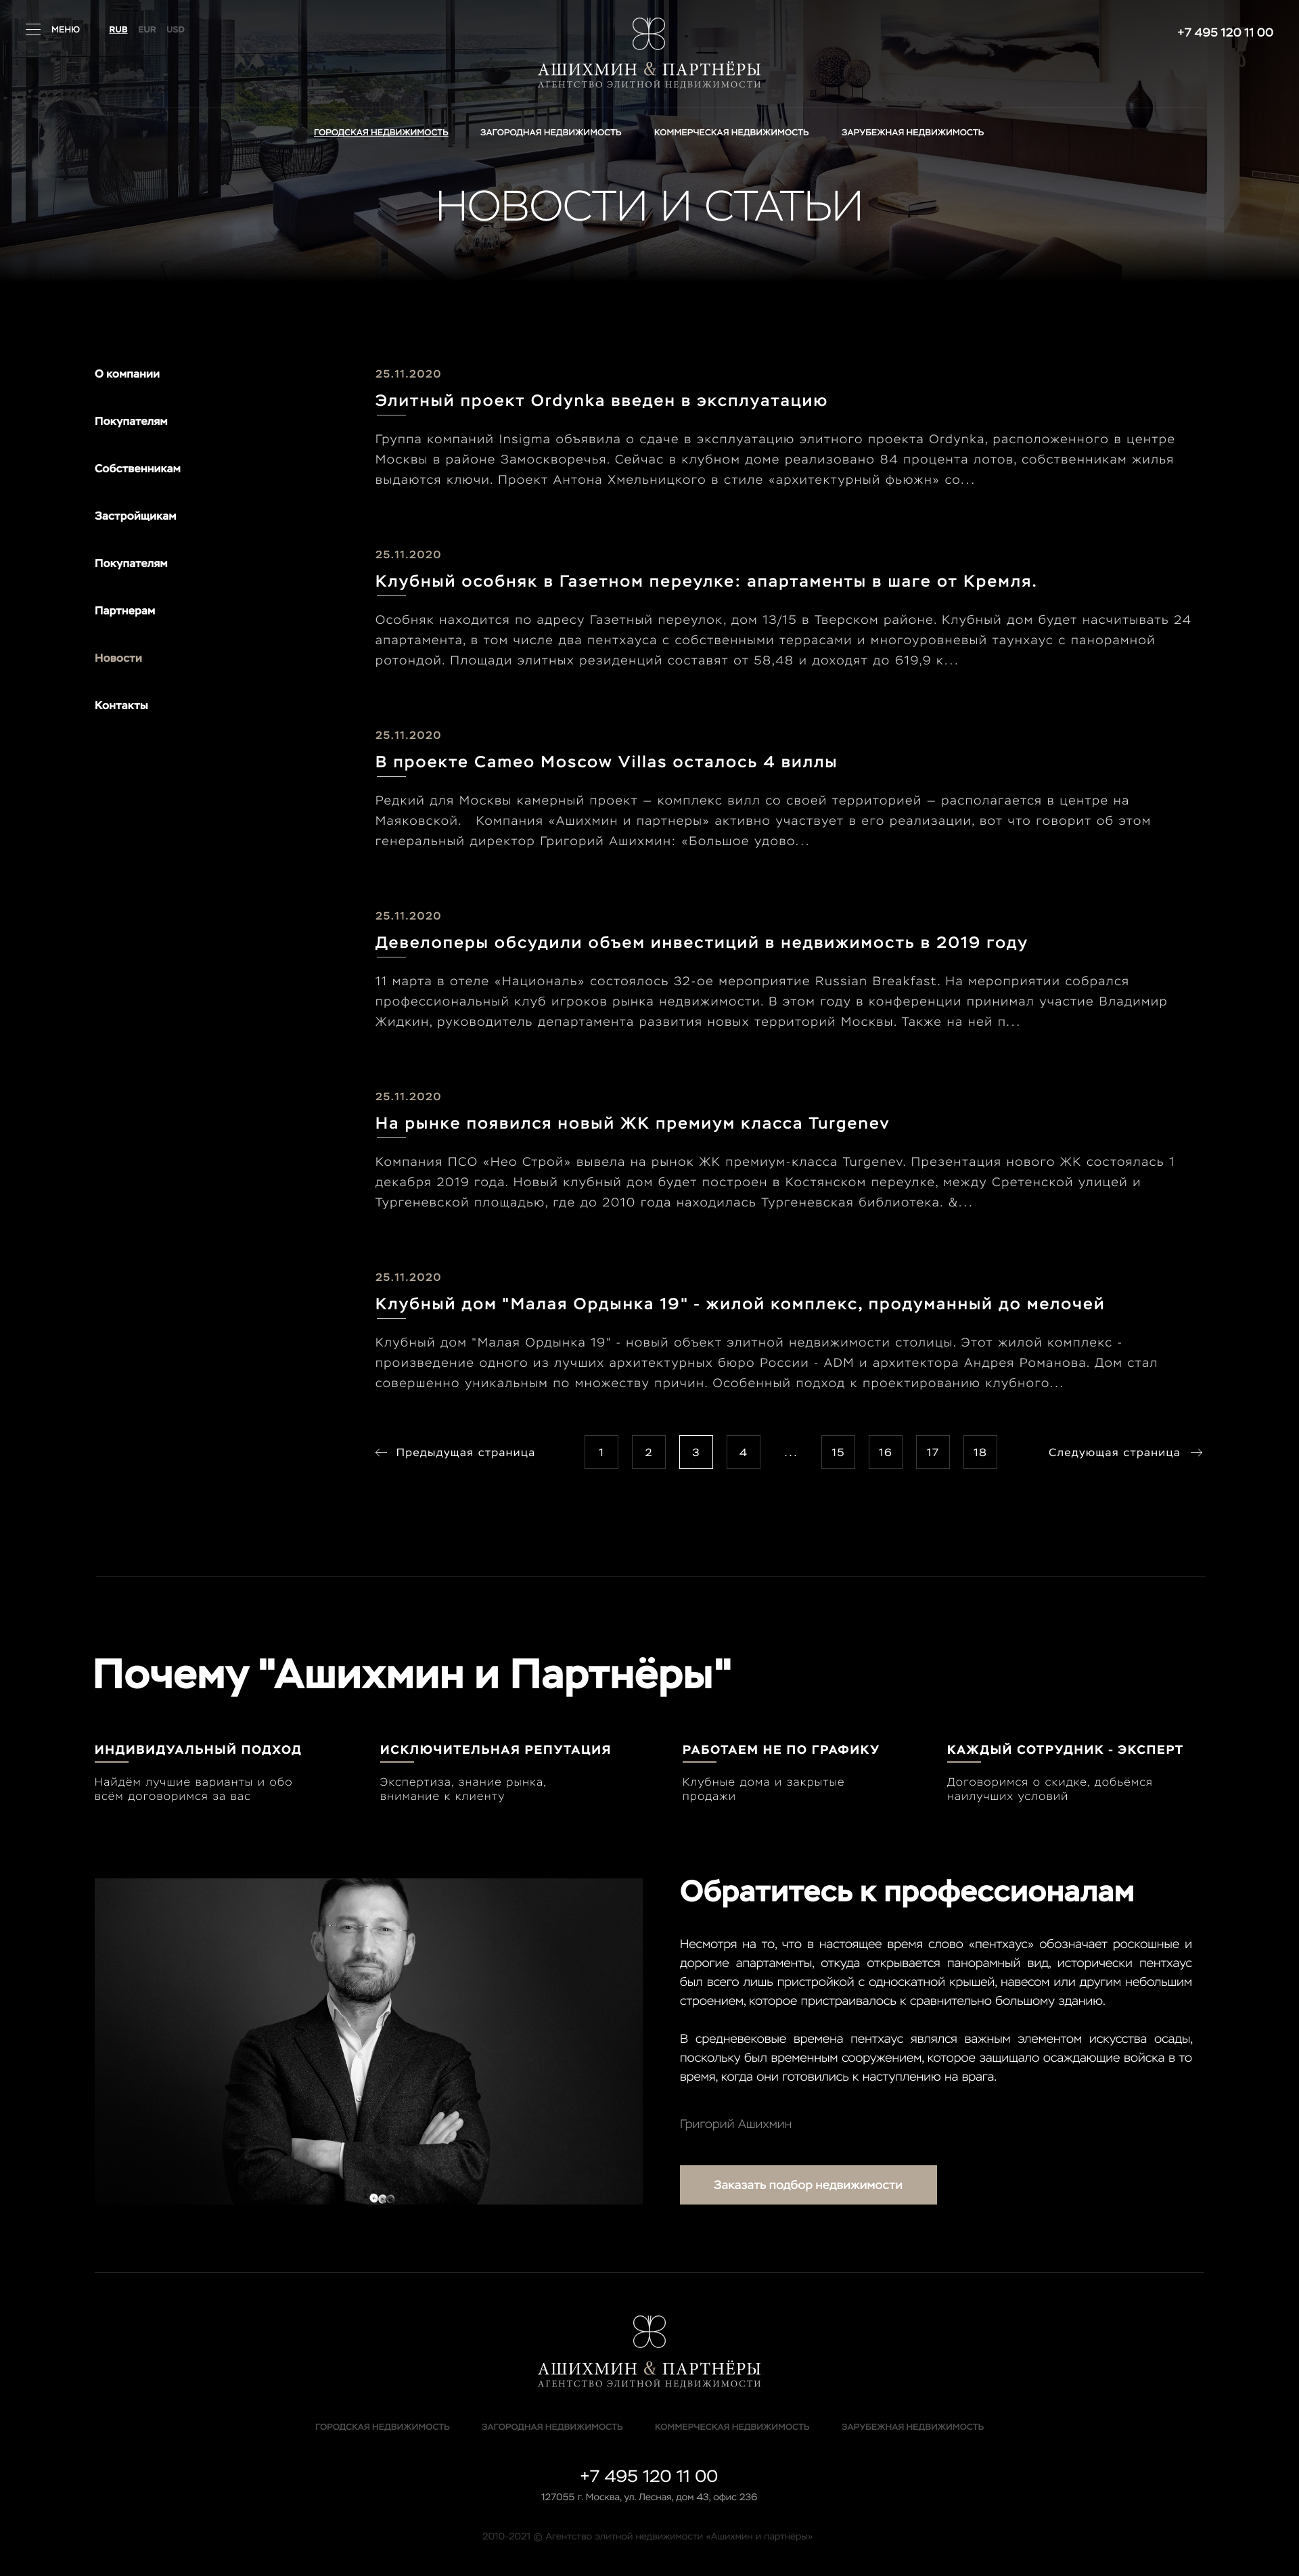 МЕНЮ RUB EUR USD
+7 495 120 11 00
АШИХМИН & ПАРТНЁРЫ
АГЕНТСТВО ЭЛИТНОЙ НЕДВИЖИМОСТИ
ГОРОДСКАЯ НЕДВИЖИМОСТЬ ЗАГОРОДНАЯ НЕДВИЖИМОСТЬ КОММЕРЧЕСКАЯ НЕДВИЖИМОСТЬ ЗАРУБЕЖНАЯ НЕДВИЖИМОСТЬ
НОВОСТИ И СТАТЬИ
О компании
Покупателям
Собственникам
Застройщикам
Покупателям
Партнерам
Новости
Контакты
25.11.2020
Элитный проект Ordynka введен в эксплуатацию
Группа компаний Insigma объявила о сдаче в эксплуатацию элитного проекта Ordynka, расположенного в центре
Москвы в районе Замоскворечья. Сейчас в клубном доме реализовано 84 процента лотов, собственникам жилья
выдаются ключи. Проект Антона Хмельницкого в стиле «архитектурный фьюжн» со...
25.11.2020
Клубный особняк в Газетном переулке: апартаменты в шаге от Кремля.
Особняк находится по адресу Газетный переулок, дом 13/15 в Тверском районе. Клубный дом будет насчитывать 24
апартамента, в том числе два пентхауса с собственными террасами и многоуровневый таунхаус с панорамной
ротондой. Площади элитных резиденций составят от 58,48 и доходят до 619,9 к...
25.11.2020
В проекте Cameo Moscow Villas осталось 4 виллы
Редкий для Москвы камерный проект – комплекс вилл со своей территорией – располагается в центре на
Маяковской. Компания «Ашихмин и партнеры» активно участвует в его реализации, вот что говорит об этом
генеральный директор Григорий Ашихмин: «Большое удово...
25.11.2020
Девелоперы обсудили объем инвестиций в недвижимость в 2019 году
11 марта в отеле «Националь» состоялось 32-ое мероприятие Russian Breakfast. На мероприятии собрался
профессиональный клуб игроков рынка недвижимости. В этом году в конференции принимал участие Владимир
Жидкин, руководитель департамента развития новых территорий Москвы. Также на ней п...
25.11.2020
На рынке появился новый ЖК премиум класса Turgenev
Компания ПСО «Нео Строй» вывела на рынок ЖК премиум-класса Turgenev. Презентация нового ЖК состоялась 1
декабря 2019 года. Новый клубный дом будет построен в Костянском переулке, между Сретенской улицей и
Тургеневской площадью, где до 2010 года находилась Тургеневская библиотека. &...
25.11.2020
Клубный дом "Малая Ордынка 19" - жилой комплекс, продуманный до мелочей
Клубный дом "Малая Ордынка 19" - новый объект элитной недвижимости столицы. Этот жилой комплекс -
произведение одного из лучших архитектурных бюро России - ADM и архитектора Андрея Романова. Дом стал
совершенно уникальным по множеству причин. Особенный подход к проектированию клубного...
Предыдущая страница 1 2 3 4 ... 15 16 17 18 Следующая страница
Почему "Ашихмин и Партнёры"
ИНДИВИДУАЛЬНЫЙ ПОДХОД
Найдём лучшие варианты и обо
всём договоримся за вас
ИСКЛЮЧИТЕЛЬНАЯ РЕПУТАЦИЯ
Экспертиза, знание рынка,
внимание к клиенту
РАБОТАЕМ НЕ ПО ГРАФИКУ
Клубные дома и закрытые
продажи
КАЖДЫЙ СОТРУДНИК - ЭКСПЕРТ
Договоримся о скидке, добьёмся
наилучших условий
Обратитесь к профессионалам
Несмотря на то, что в настоящее время слово «пентхаус» обозначает роскошные и
дорогие апартаменты, откуда открывается панорамный вид, исторически пентхаус
был всего лишь пристройкой с односкатной крышей, навесом или другим небольшим
строением, которое пристраивалось к сравнительно большому зданию.
В средневековые времена пентхаус являлся важным элементом искусства осады,
поскольку был временным сооружением, которое защищало осаждающие войска в то
время, когда они готовились к наступлению на врага.
Григорий Ашихмин
Заказать подбор недвижимости
АШИХМИН & ПАРТНЁРЫ
АГЕНТСТВО ЭЛИТНОЙ НЕДВИЖИМОСТИ
ГОРОДСКАЯ НЕДВИЖИМОСТЬ ЗАГОРОДНАЯ НЕДВИЖИМОСТЬ КОММЕРЧЕСКАЯ НЕДВИЖИМОСТЬ ЗАРУБЕЖНАЯ НЕДВИЖИМОСТЬ
+7 495 120 11 00
127055 г. Москва, ул. Лесная, дом 43, офис 236
2010-2021 © Агентство элитной недвижимости «Ашихмин и партнёры»